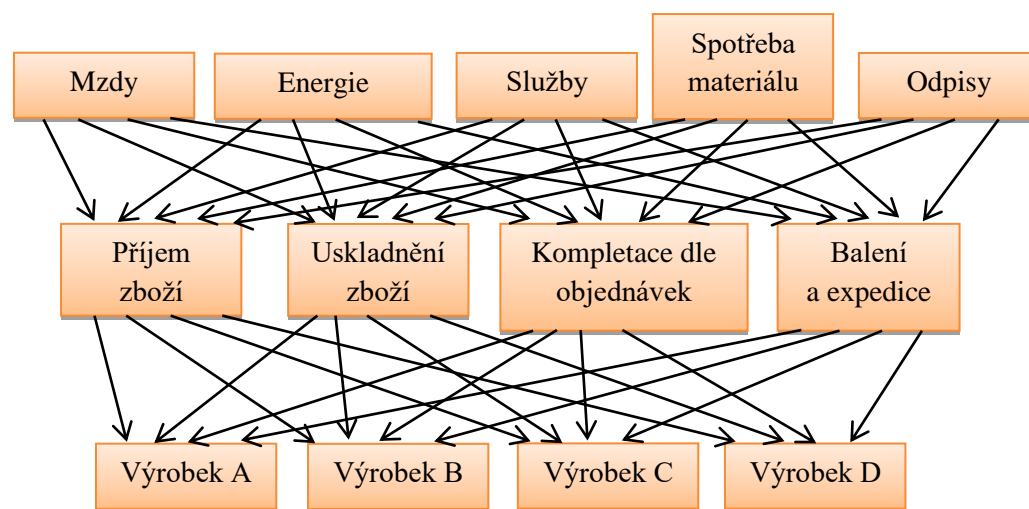 Mzdy
Energie
Služby
Spotřeba
materiálu
Odpisy
Příjem
zboží
Uskladnění
zboží
Kompletace dle
objednávek
Balení
a expedice
Výrobek A
Výrobek B
Výrobek C
Výrobek D